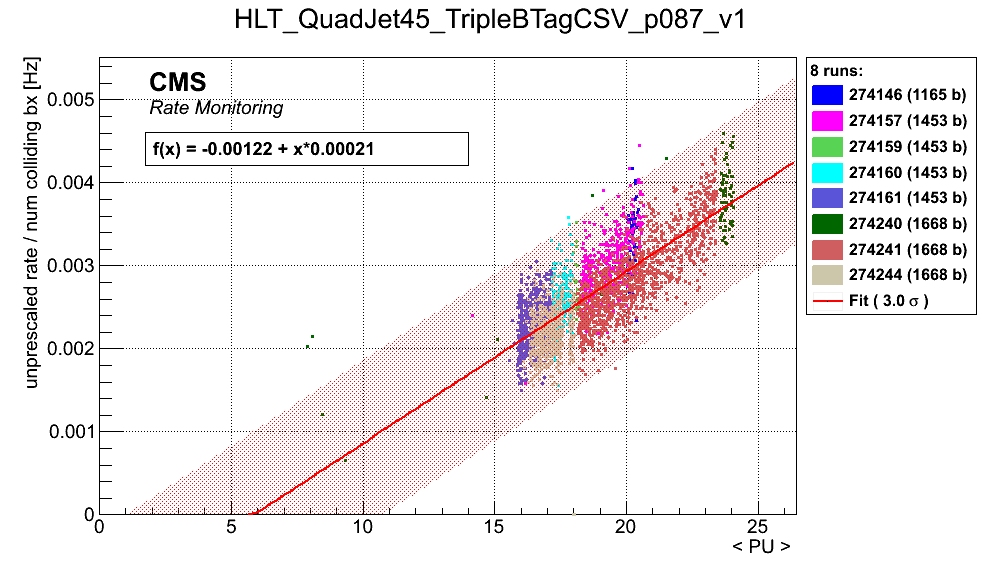 HLT_QuadJet45_TripleBTagCSV_p087_v1
CMS
Rate Monitoring
f(x) = -0.00122 + x*0.00021
unprescaled rate / num colliding bx [Hz]
0.005
0.004
0.003
0.002
0.001
0
0 5 10 15 20 25
< PU >
8 runs:
274146 (1165 b)
274157 (1453 b)
274159 (1453 b)
274160 (1453 b)
274161 (1453 b)
274240 (1668 b)
274241 (1668 b)
274244 (1668 b)
Fit ( 3.0 σ )